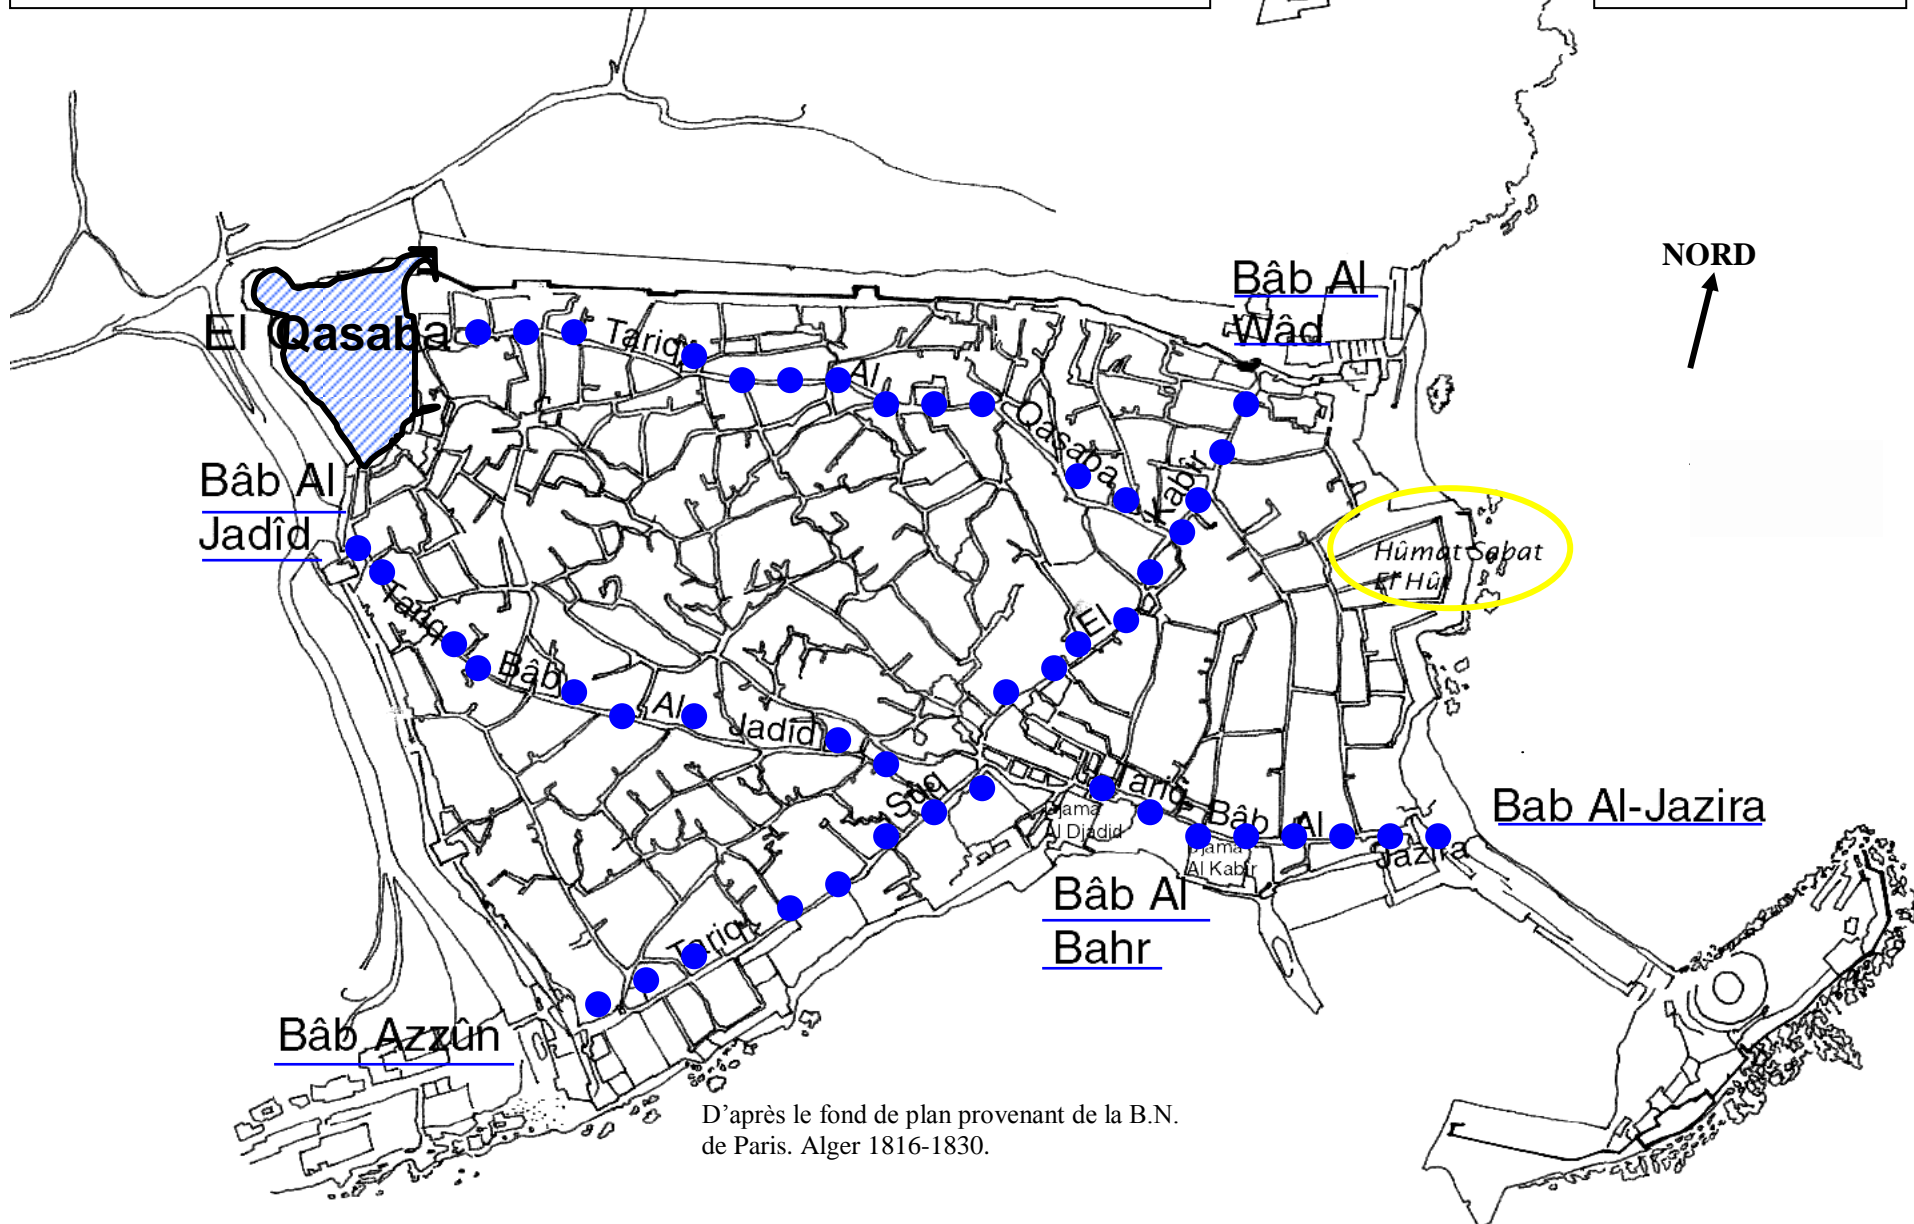 NORD
Bâb Al
Wâd
El Qasaba
Tariq
Al
Qasaba
Kabir
Bâb Al
Jadîd
Hûmat Sabat
El Hût
Tariq
Bâb
Al
Jadîd
El
Sûq
Tariq
Tariq
Bâb
Al
Jazira
Djama
Al Djadid
Djama
Al Kabir
Bab Al-Jazira
Bâb Al
Bahr
Bâb Azzûn
D’après le fond de plan provenant de la B.N.
de Paris. Alger 1816-1830.